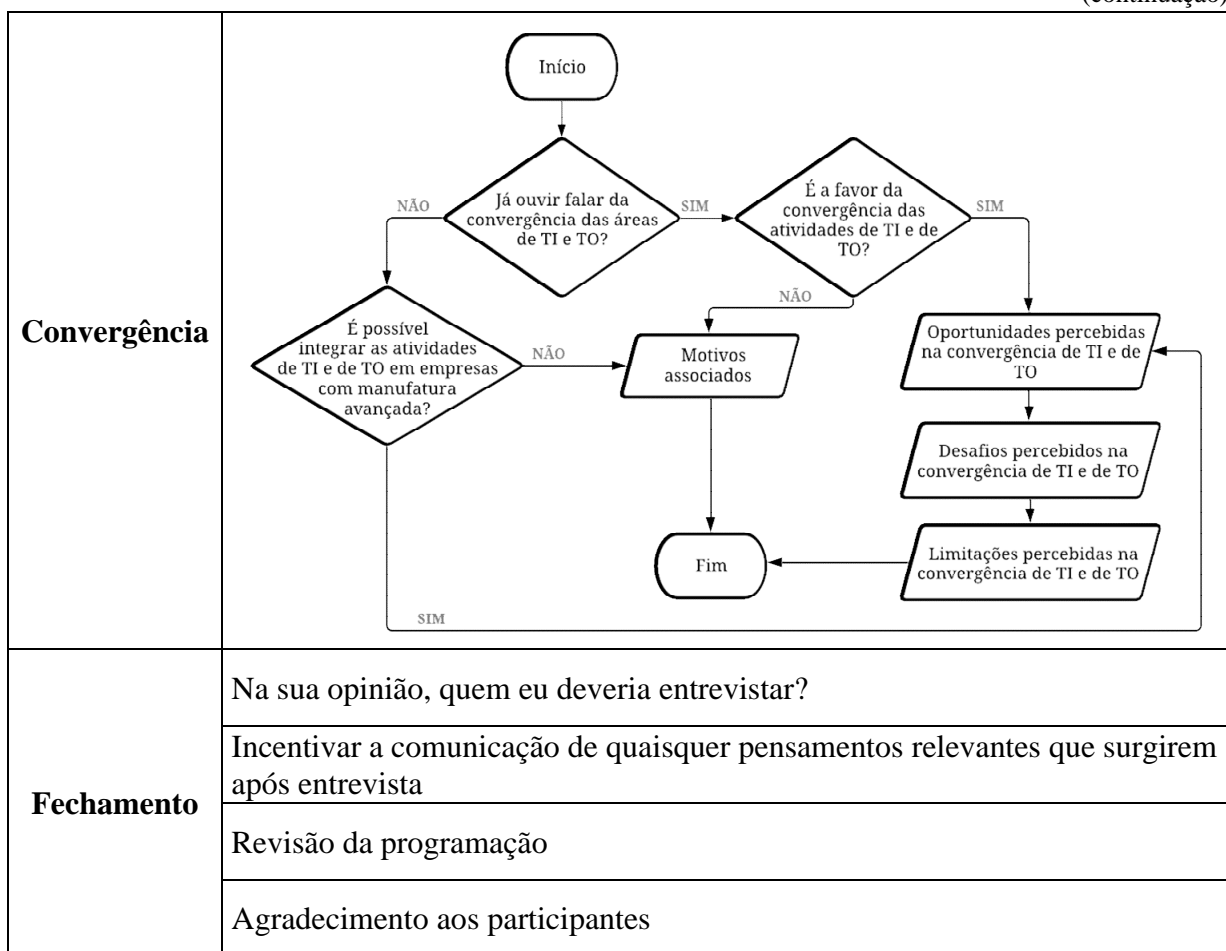 (continuação)
Convergência
Início
Já ouvir falar da
convergência das áreas
de TI e TO?
NÃO
SIM
É a favor da
convergência das
atividades de TI e de
TO?
NÃO
SIM
É possível
integrar as atividades
de TI e de TO em empresas
com manufatura
avançada?
NÃO
SIM
Motivos
associados
Oportunidades percebidas
na convergência de TI e de
TO
Desafios percebidos na
convergência de TI e de TO
Limitações percebidas na
convergência de TI e de TO
Fim
Fechamento
Na sua opinião, quem eu deveria entrevistar?
Incentivar a comunicação de quaisquer pensamentos relevantes que surgirem
após entrevista
Revisão da programação
Agradecimento aos participantes